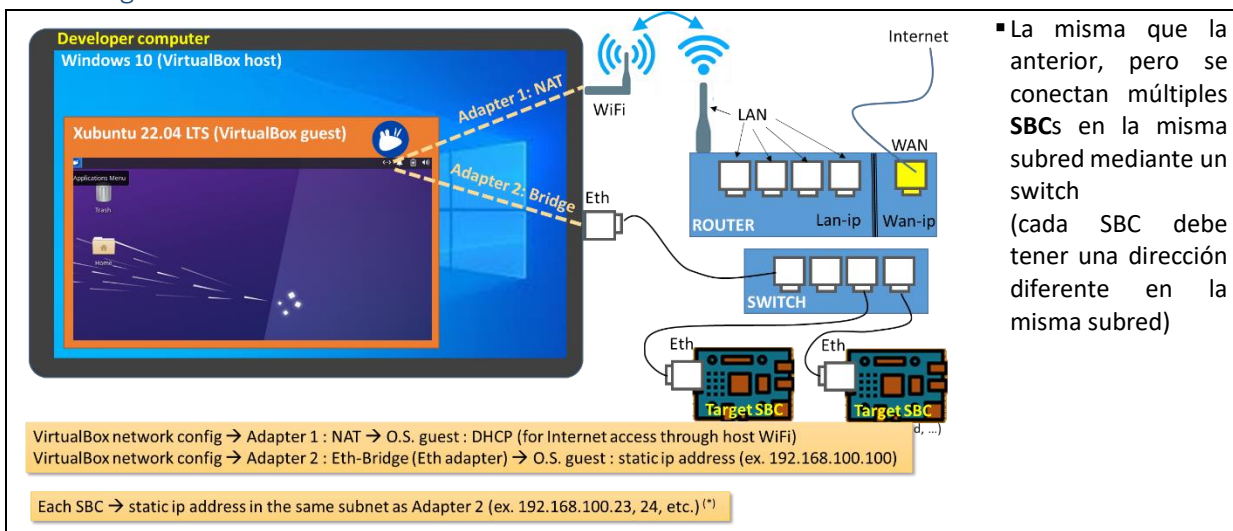 Developer computer
Windows 10 (VirtualBox host)
Xubuntu 22.04 LTS (VirtualBox guest)
Applications Menu
Trash
Home
Adapter 1: NAT
Adapter 2: Bridge
WiFi
Eth
LAN
Internet
WAN
ROUTER
Lan-ip
Wan-ip
SWITCH
Eth
Target SBC
Eth
Target SBC
d, ...)
VirtualBox network config → Adapter 1 : NAT → O.S. guest : DHCP (for Internet access through host WiFi)
VirtualBox network config → Adapter 2 : Eth-Bridge (Eth adapter) → O.S. guest : static ip address (ex. 192.168.100.100)
Each SBC → static ip address in the same subnet as Adapter 2 (ex. 192.168.100.23, 24, etc.) (*)
▪ La misma que la
anterior, pero se
conectan múltiples
SBCs en la misma
subred mediante un
switch
(cada SBC debe
tener una dirección
diferente en la
misma subred)